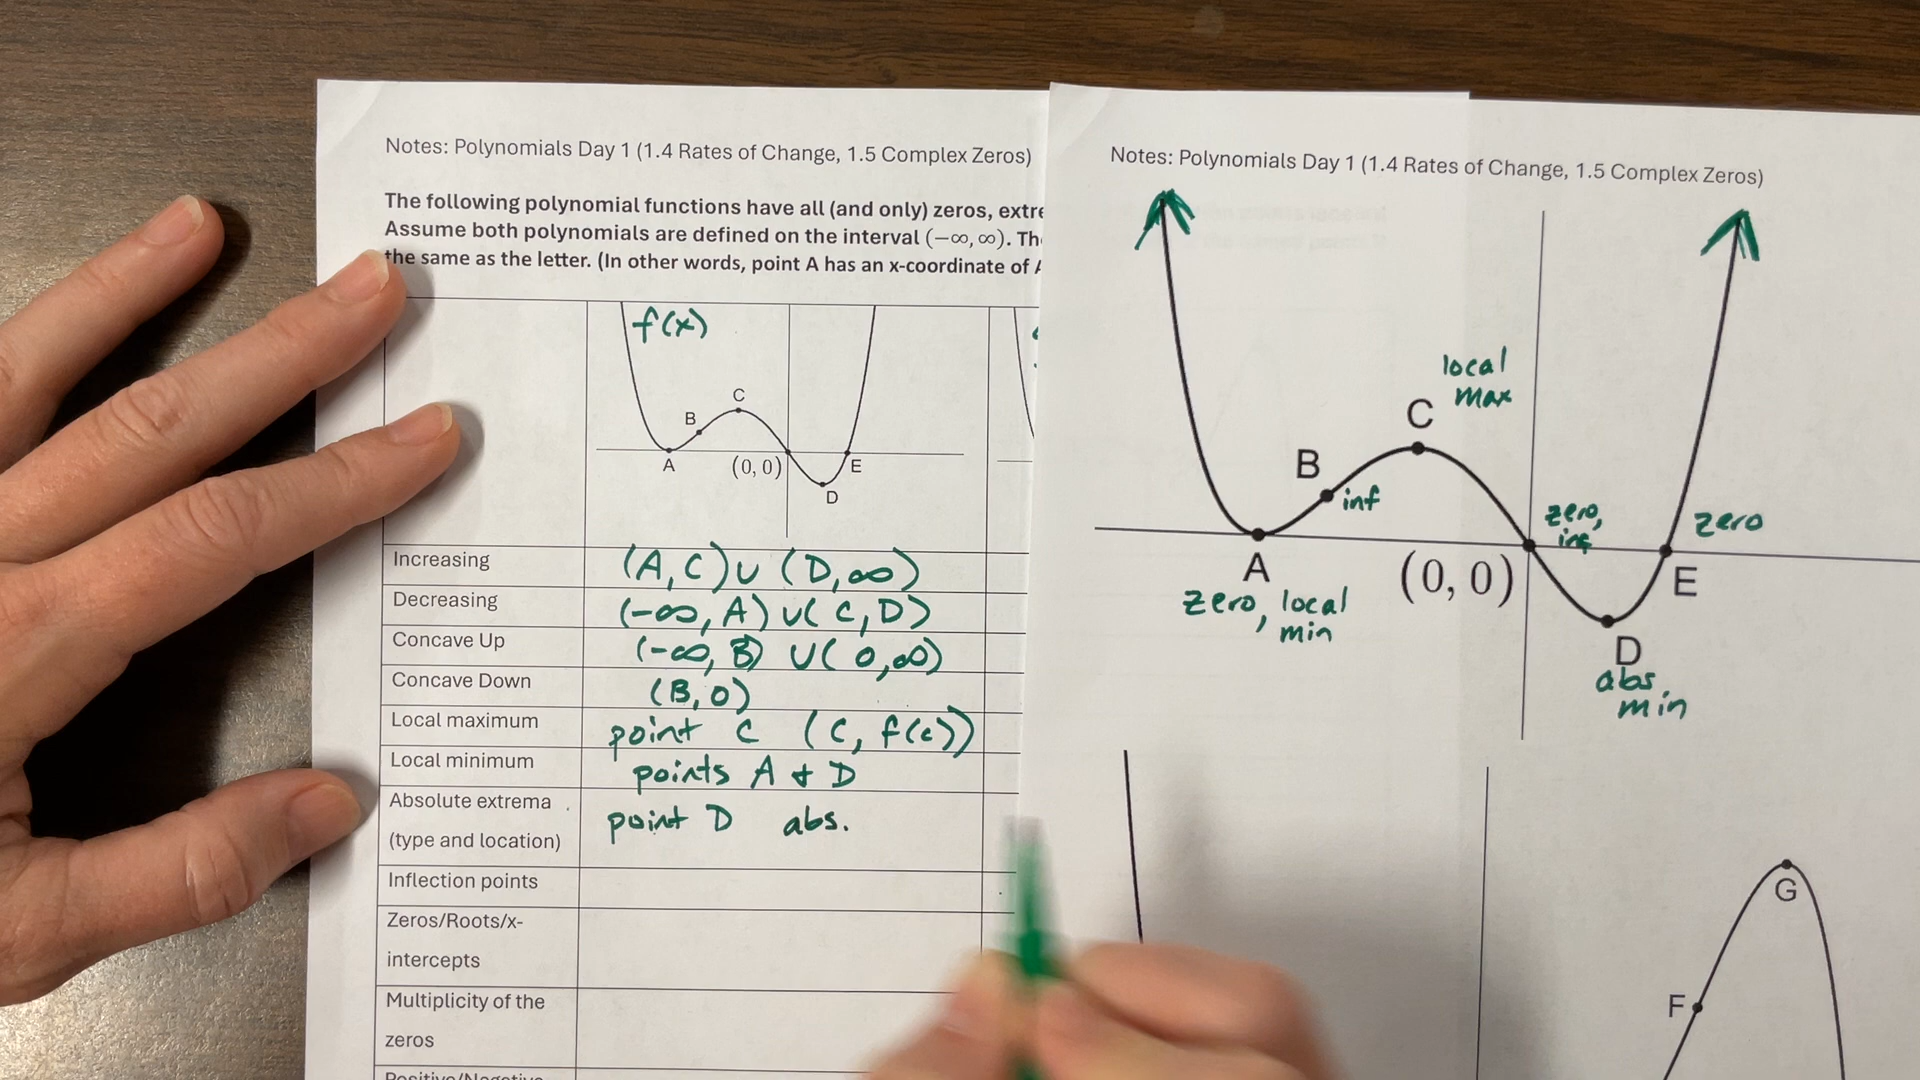 Notes: Polynomials Day 1 (1.4 Rates of Change, 1.5 Complex Zeros)
The following polynomial functions have all (and only) zeros, extre
Assume both polynomials are defined on the interval (−∞, ∞). Th
the same as the letter. (In other words, point A has an x-coordinate of A
f(x)
C
B
A
(0, 0)
E
D
Increasing
(A, C) ∪ (D, ∞)
Decreasing
(-∞, A) ∪ (C, D)
Concave Up
(-∞, B) ∪ (0, ∞)
Concave Down
(B, 0)
Local maximum
point C (C, f(c))
Local minimum
points A + D
Absolute extrema
(type and location)
point D abs.
Inflection points
Zeros/Roots/x-
intercepts
Multiplicity of the
zeros
Positive/Negative
Notes: Polynomials Day 1 (1.4 Rates of Change, 1.5 Complex Zeros)
local
max
C
B
inf
zero,
inf
zero
A
(0, 0)
E
zero, local
min
D
abs.
min
G
F